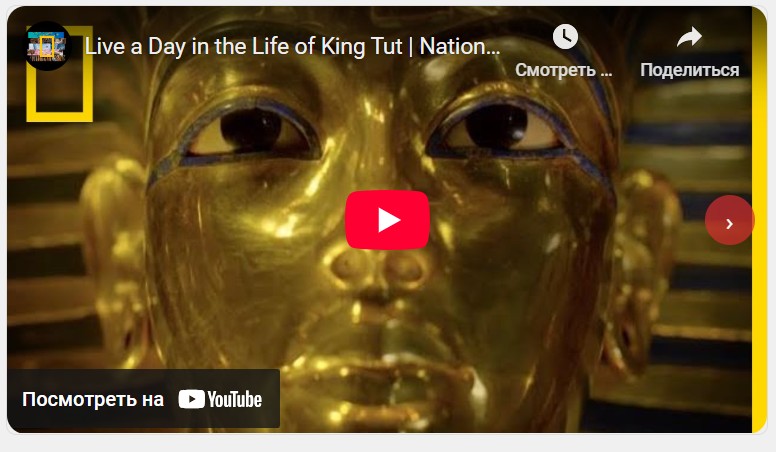 Live a Day in the Life of King Tut | Nation...
Смотреть ...
Поделиться
Посмотреть на YouTube